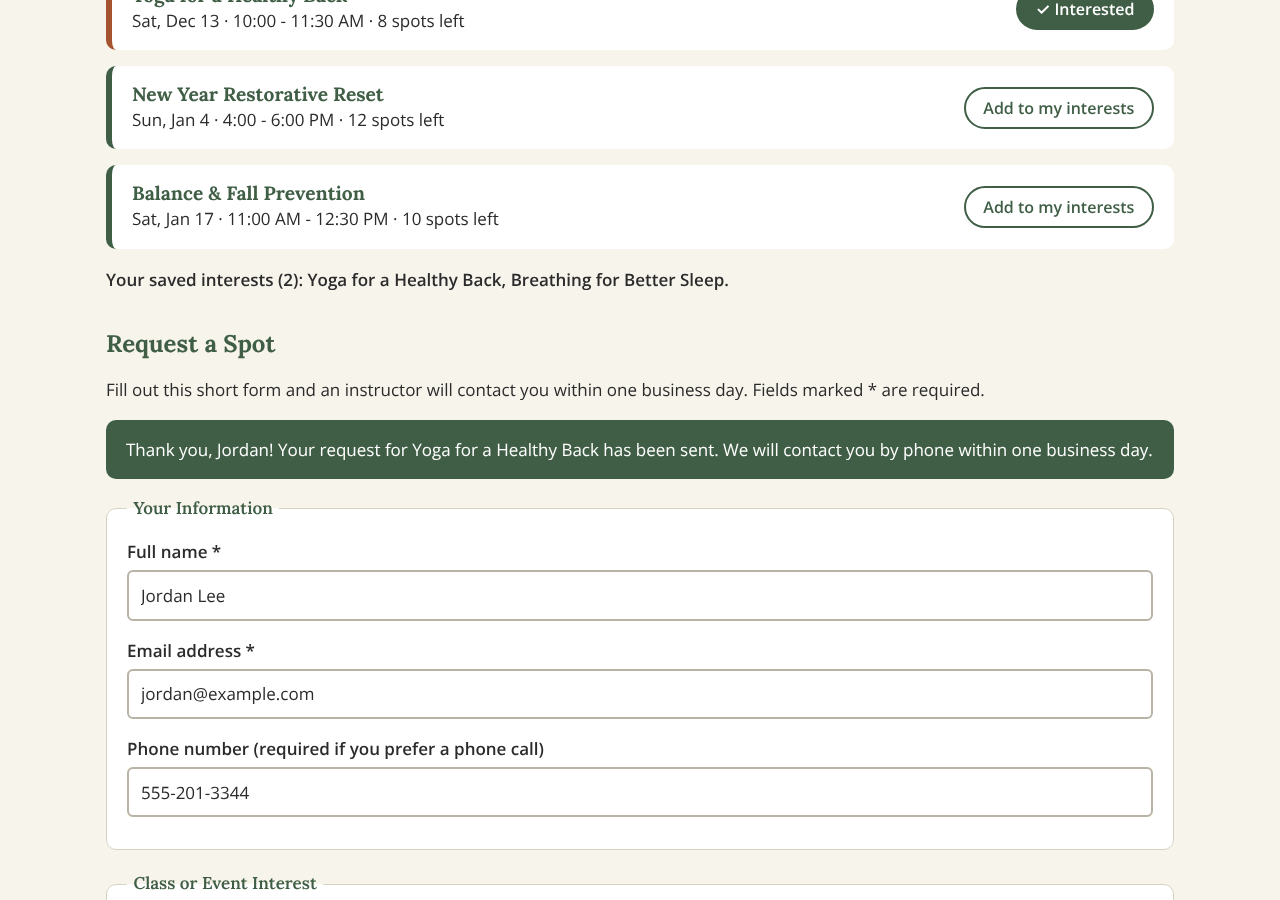 Yoga for a Healthy Back
Sat, Dec 13 · 10:00 - 11:30 AM · 8 spots left
✓ Interested
New Year Restorative Reset
Sun, Jan 4 · 4:00 - 6:00 PM · 12 spots left
Add to my interests
Balance & Fall Prevention
Sat, Jan 17 · 11:00 AM - 12:30 PM · 10 spots left
Add to my interests
Your saved interests (2): Yoga for a Healthy Back, Breathing for Better Sleep.
Request a Spot
Fill out this short form and an instructor will contact you within one business day. Fields marked * are required.
Thank you, Jordan! Your request for Yoga for a Healthy Back has been sent. We will contact you by phone within one business day.
Your Information
Full name *
Jordan Lee
Email address *
jordan@example.com
Phone number (required if you prefer a phone call)
555-201-3344
Class or Event Interest